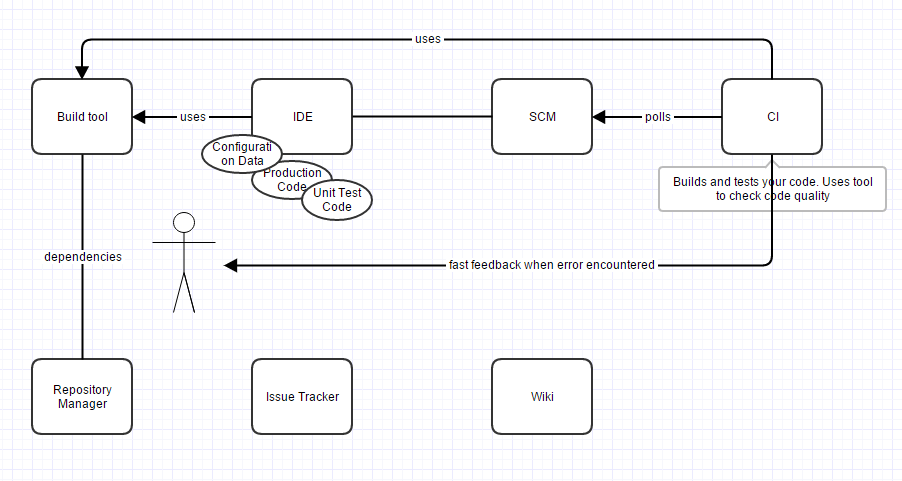 uses
Build tool
uses
IDE
SCM
polls
CI
Configurati
on Data
Production
Code
Unit Test
Code
Builds and tests your code. Uses tool
to check code quality
dependencies
fast feedback when error encountered
Repository
Manager
Issue Tracker
Wiki